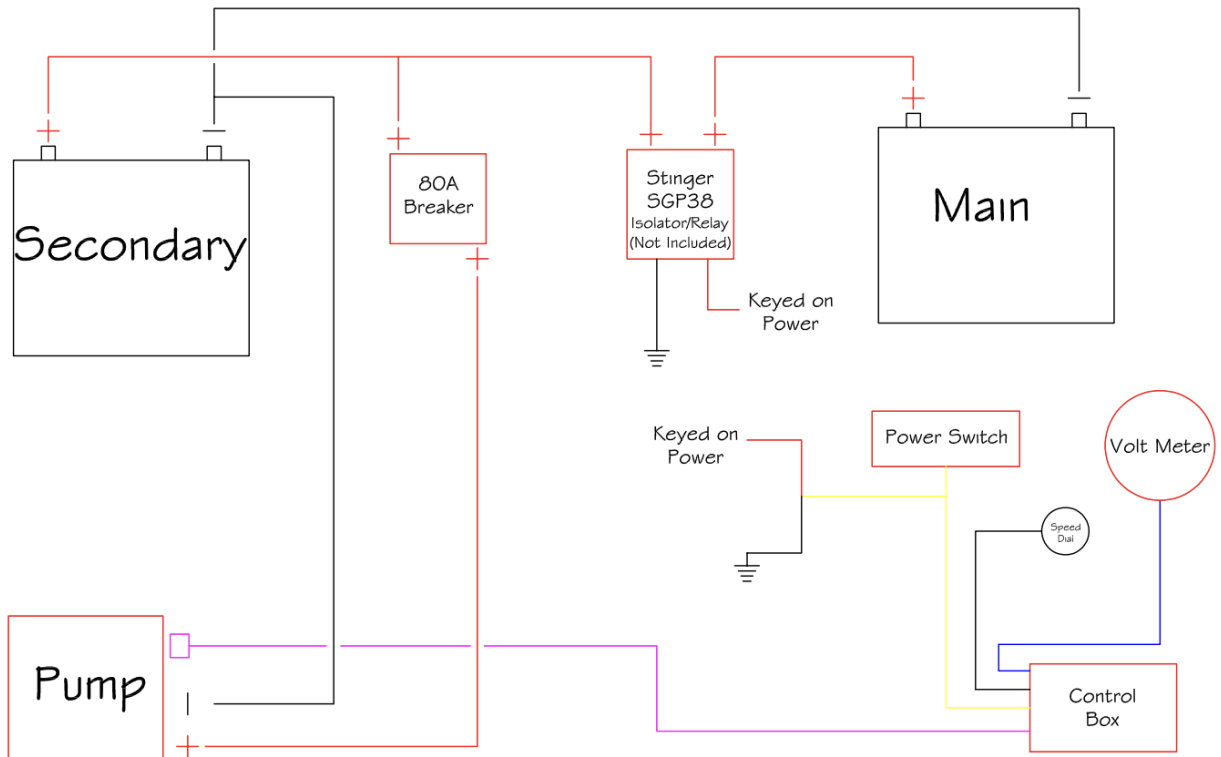 Secondary
80A
Breaker
Stinger
SGP38
Isolator/Relay
(Not Included)
Main
Keyed on
Power
Keyed on
Power
Power Switch
Volt Meter
Speed
Dial
Pump
Control
Box